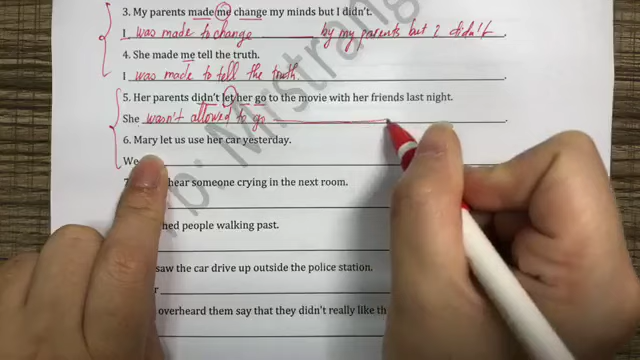 3. My parents made me change my minds but I didn't.
I was made to change by my parents but I didn't
4. She made me tell the truth.
I was made to tell the truth.
5. Her parents didn't let her go to the movie with her friends last night.
She wasn't allowed to go
6. Mary let us use her car yesterday.
We
hear someone crying in the next room.
hed people walking past.
saw the car drive up outside the police station.
overheard them say that they didn't really like th